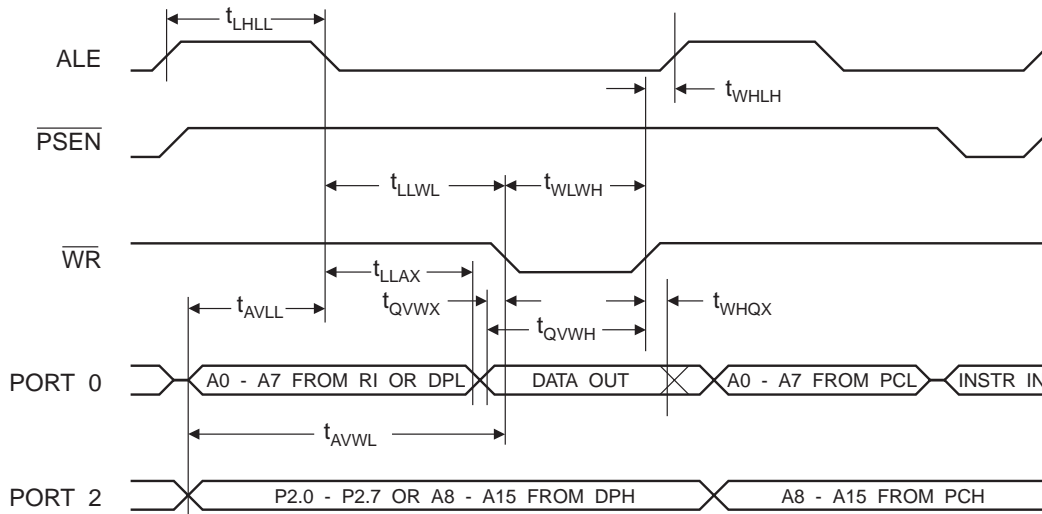 tLHLL
ALE
tWHLH
PSEN
tLLWL
tWLWH
WR
tLLAX
tQVWX
tWHQX
tAVLL
tQVWH
PORT 0
A0 - A7 FROM RI OR DPL
DATA OUT
A0 - A7 FROM PCL
INSTR IN
tAVWL
PORT 2
P2.0 - P2.7 OR A8 - A15 FROM DPH
A8 - A15 FROM PCH